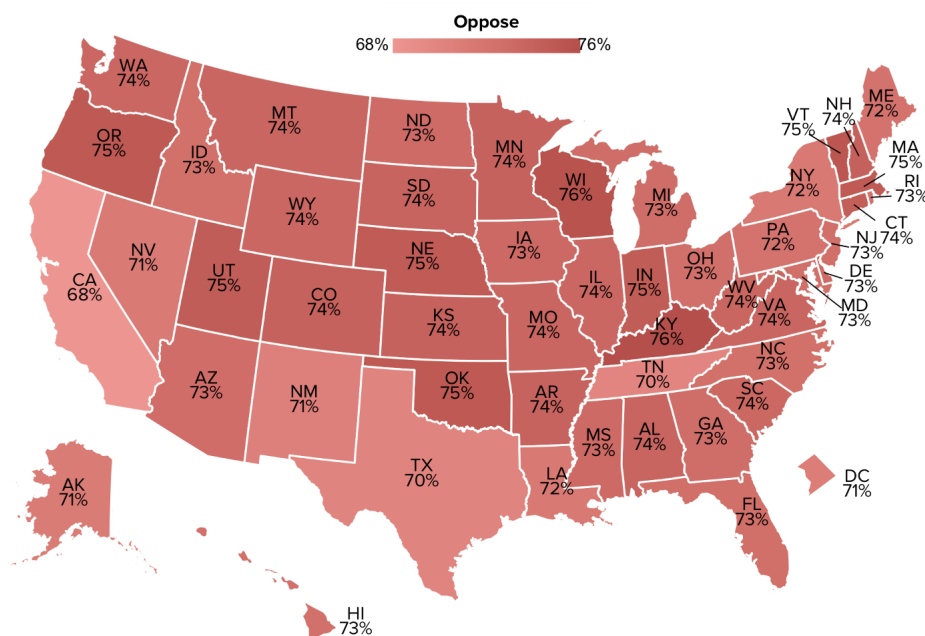 Oppose
68%
76%
WA
74%
OR
75%
ID
73%
MT
74%
ND
73%
MN
74%
WI
76%
MI
73%
VT
75%
NH
74%
ME
72%
MA
75%
RI
73%
CT
74%
NY
72%
NJ
73%
PA
72%
DE
73%
MD
73%
SD
74%
WY
74%
NE
75%
IA
73%
IL
74%
IN
75%
OH
73%
WV
74%
VA
74%
CA
68%
NV
71%
UT
75%
CO
74%
KS
74%
MO
74%
KY
76%
NC
73%
TN
70%
SC
74%
AZ
73%
NM
71%
OK
75%
AR
74%
MS
73%
AL
74%
GA
73%
TX
70%
LA
72%
FL
73%
DC
71%
AK
71%
HI
73%